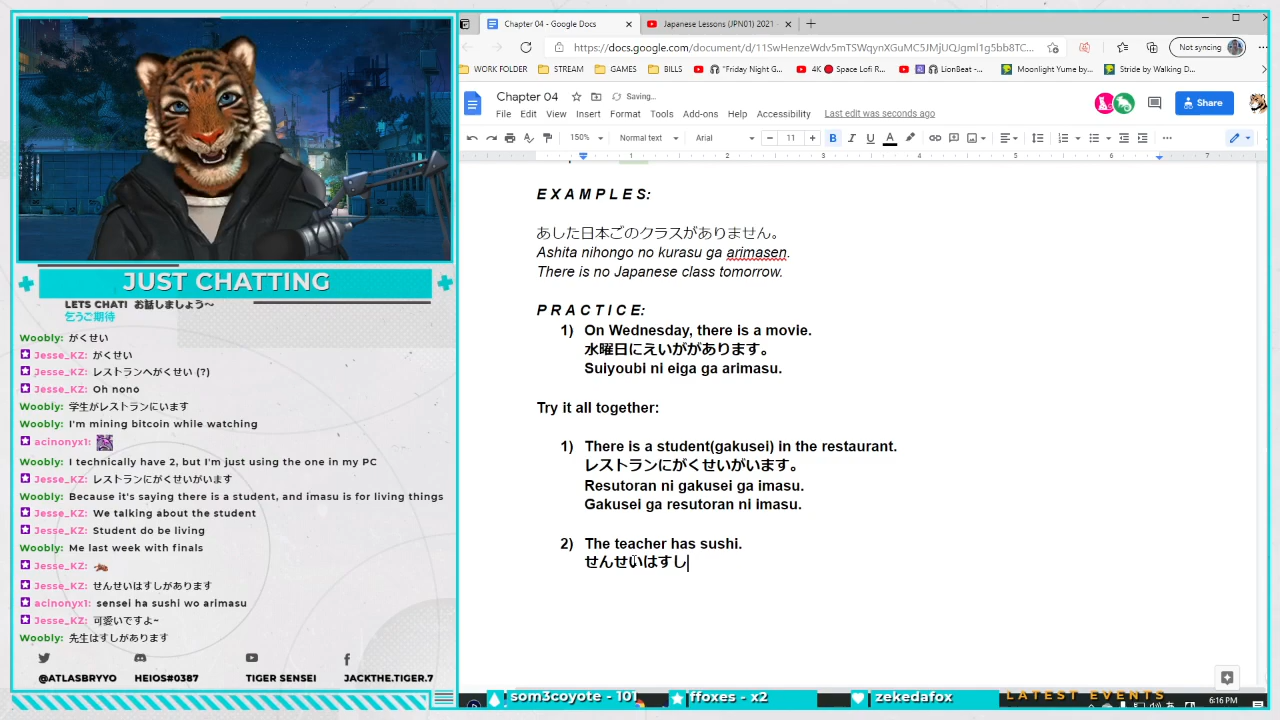 JUST CHATTING
LETS CHAT! お話しましょう〜
乞うご期待
Woobly: がくせい
Jesse_KZ: がくせい
Jesse_KZ: レストランへがくせい (?)
Jesse_KZ: Oh nono
Woobly: 学生がレストランにいます
Woobly: I'm mining bitcoin while watching
acinonyx1:
Woobly: I technically have 2, but I'm just using the one in my PC
Jesse_KZ: レストランにがくせいがいます
Woobly: Because it's saying there is a student, and imasu is for living things
Jesse_KZ: We talking about the student
Jesse_KZ: Student do be living
Woobly: Me last week with finals
Jesse_KZ:
Jesse_KZ: せんせいはすしがあります
acinonyx1: sensei ha sushi wo arimasu
Jesse_KZ: 可愛いですよ~
Woobly: 先生はすしがあります
@ATLASBRYYO HEIOS#0387 TIGER SENSEI JACKTHE.TIGER.7
Chapter 04 - Google Docs
Japanese Lessons (JPN01) 2021 -
https://docs.google.com/document/d/11SwHenzeWdv5mTSWqynXGuMC5JMjUQJgml1g5bb8TC...
Not syncing
WORK FOLDER STREAM GAMES BILLS "Friday Night G... 4K Space Lofi R... LionBeat -... Moonlight Yume by... Stride by Walking D...
Chapter 04 Saving...
File Edit View Insert Format Tools Add-ons Help Accessibility Last edit was seconds ago
Share
150% Normal text Arial 11 B I U A
1 2 3 4 5 6 7
E X A M P L E S:
あした日本ごのクラスがありません。
Ashita nihongo no kurasu ga arimasen.
There is no Japanese class tomorrow.
P R A C T I C E:
1) On Wednesday, there is a movie.
水曜日にえいががあります。
Suiyoubi ni eiga ga arimasu.
Try it all together:
1) There is a student(gakusei) in the restaurant.
レストランにがくせいがいます。
Resutoran ni gakusei ga imasu.
Gakusei ga resutoran ni imasu.
2) The teacher has sushi.
せんせいはすし
som3coyote - 101 ffoxes - x2 zekedafox LATEST EVEN
6:16 PM